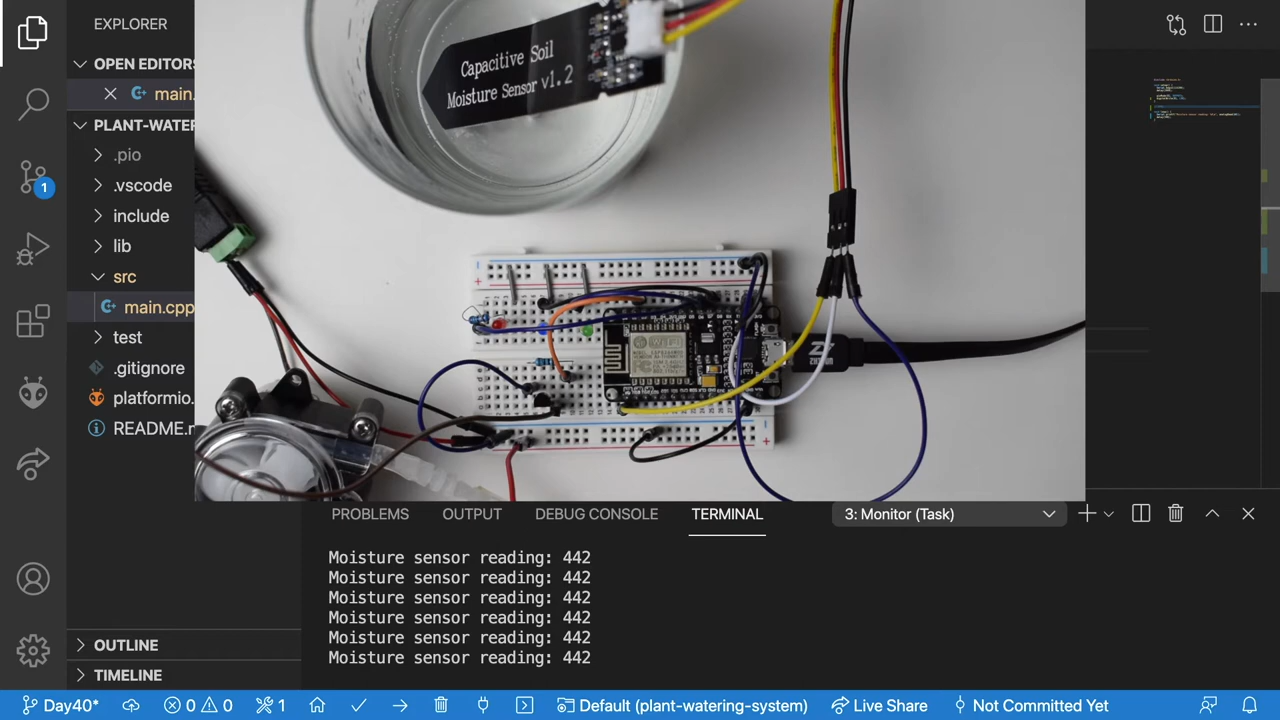 EXPLORER
OPEN EDITORS
main.
PLANT-WATER
.pio
.vscode
include
lib
src
main.cpp
test
.gitignore
platformio.
README.m
OUTLINE
TIMELINE
1
Capacitive Soil
Moisture Sensor v1.2
WiFi
PROBLEMS
OUTPUT
DEBUG CONSOLE
TERMINAL
3: Monitor (Task)
Moisture sensor reading: 442
Moisture sensor reading: 442
Moisture sensor reading: 442
Moisture sensor reading: 442
Moisture sensor reading: 442
Moisture sensor reading: 442
Day40* 0 0 1 Default (plant-watering-system) Live Share Not Committed Yet